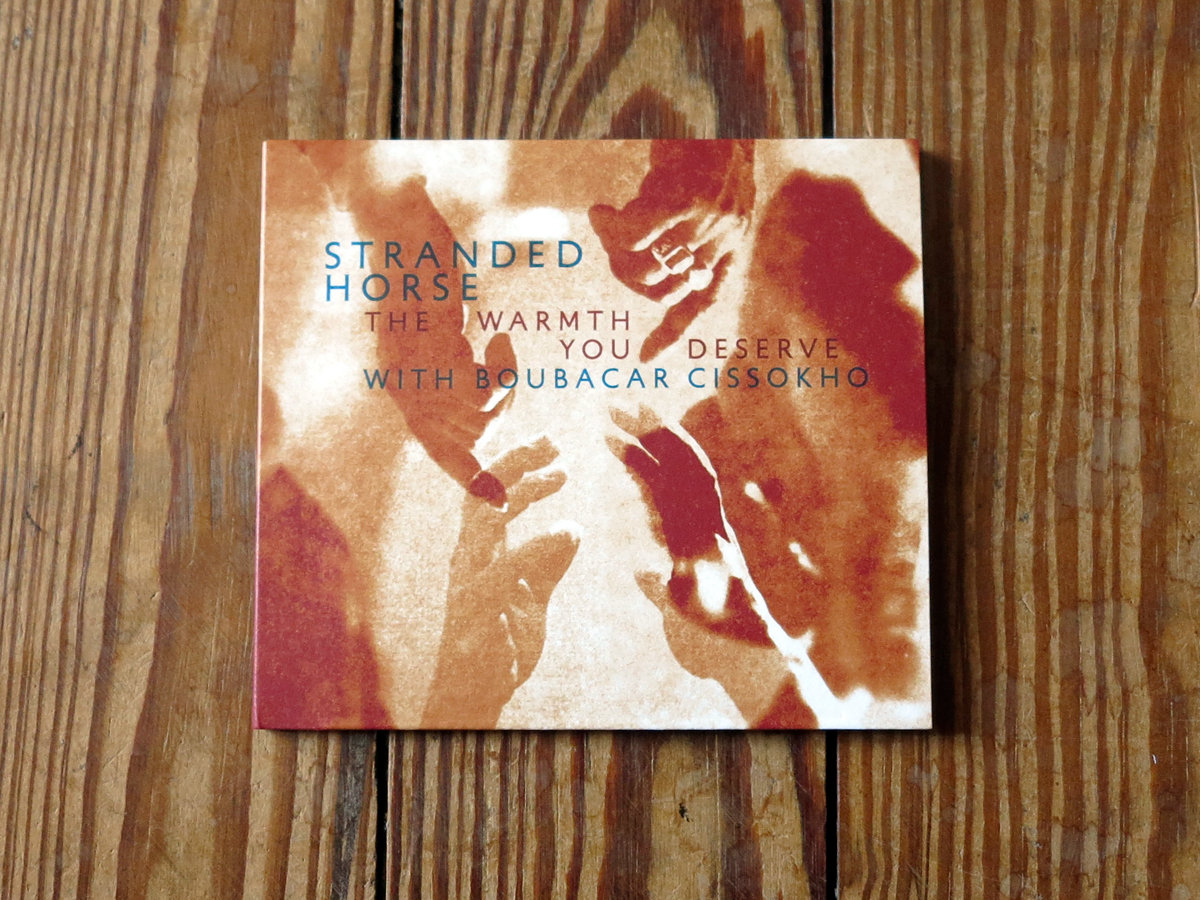 STRANDED
HORSE
THE WARMTH
YOU DESERVE
WITH BOUBACAR CISSOKHO